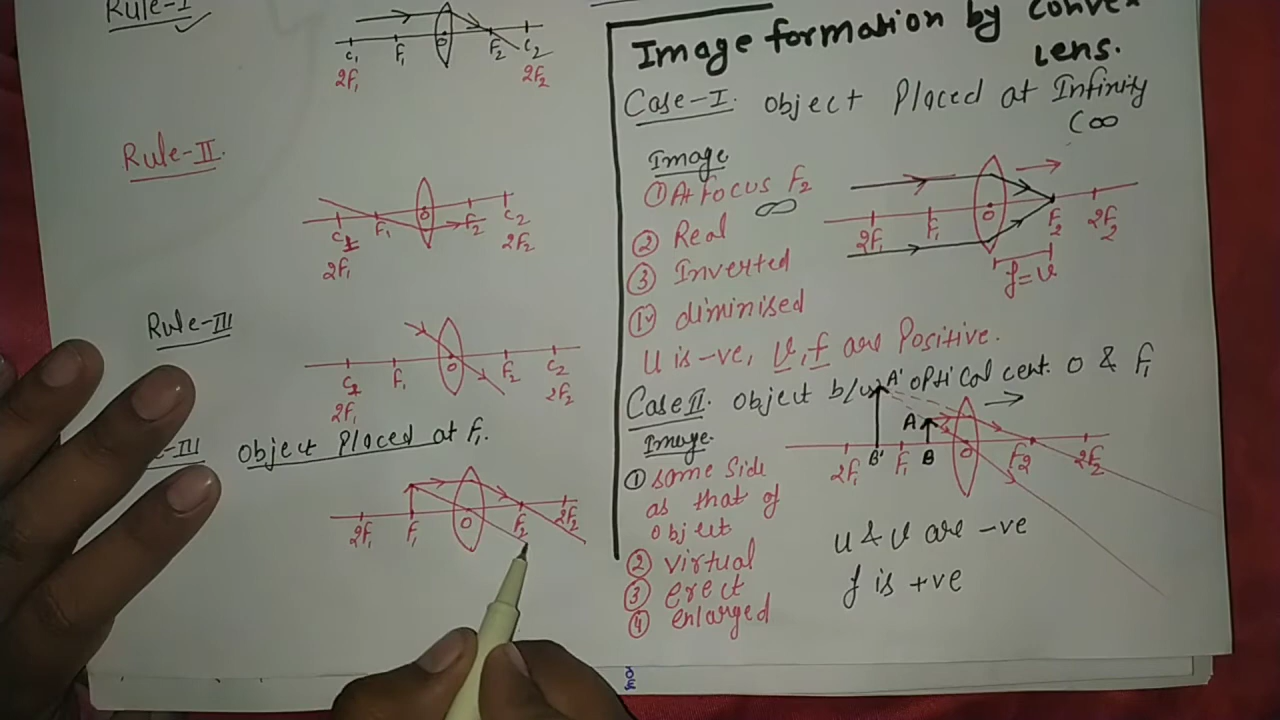 Rule-I
C₁ F₁ O F₂ C₂
2F₁ 2F₂
Rule-II.
C₁ F₁ O F₂ C₂
2F₁ 2F₂
Rule-III
C₂ F₁ O F₂ C₂
2F₁ 2F₂
-III Object Placed at F₁.
2F₁ F₁ O F₂ 2F₂
Image formation by Convex
Lens.
Case-I. Object Placed at Infinity
(∞
Image
① At focus F₂
∞
② Real
③ Inverted
ⓘⓥ diminised
2F₁ F₁ O F₂ 2F₂
f=v
U is -ve, v, f are Positive.
Case II. Object b/w optical cent. O & F₁
Image
① same side
as that of
object
② virtual
③ erect
④ enlarged
A' A
2F₁ B' F₁ B O F2 2F₂
u & v are -ve
f is +ve